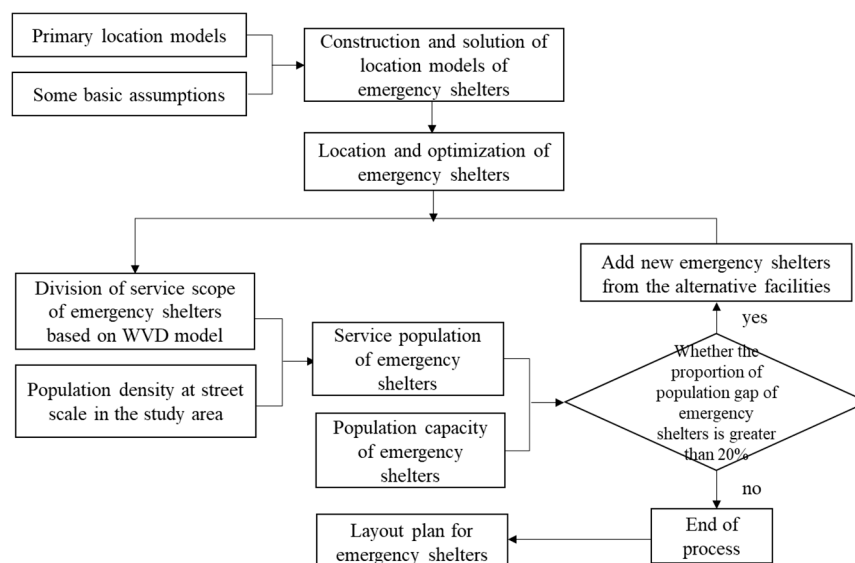 Primary location models
Some basic assumptions
Construction and solution of
location models of
emergency shelters
Location and optimization of
emergency shelters
Division of service scope
of emergency shelters
based on WVD model
Population density at street
scale in the study area
Service population
of emergency
shelters
Population capacity
of emergency
shelters
Add new emergency shelters
from the alternative facilities
yes
Whether the
proportion of
population gap of
emergency
shelters is greater
than 20%
no
End of
process
Layout plan for
emergency shelters